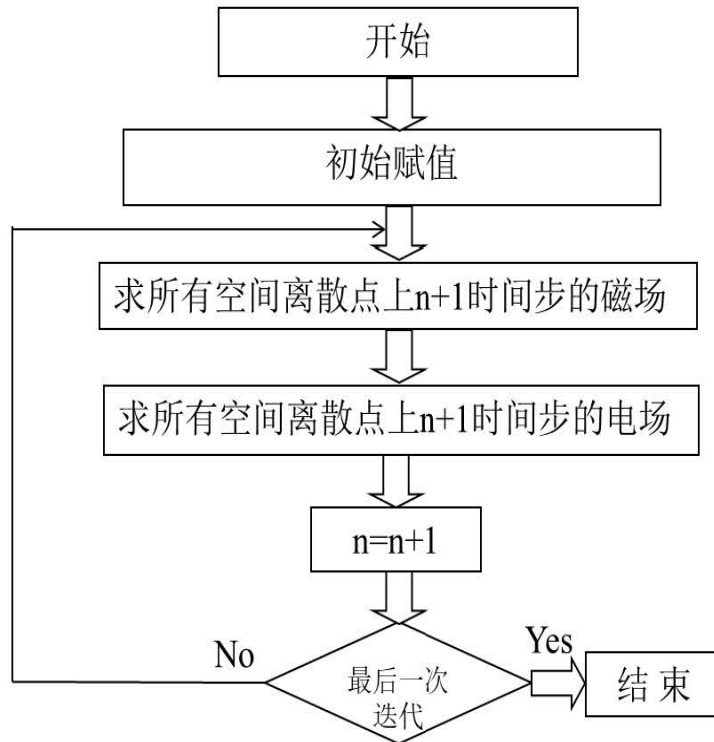 开始
初始赋值
求所有空间离散点上n+1时间步的磁场
求所有空间离散点上n+1时间步的电场
n=n+1
No
Yes
最后一次
迭代
结 束